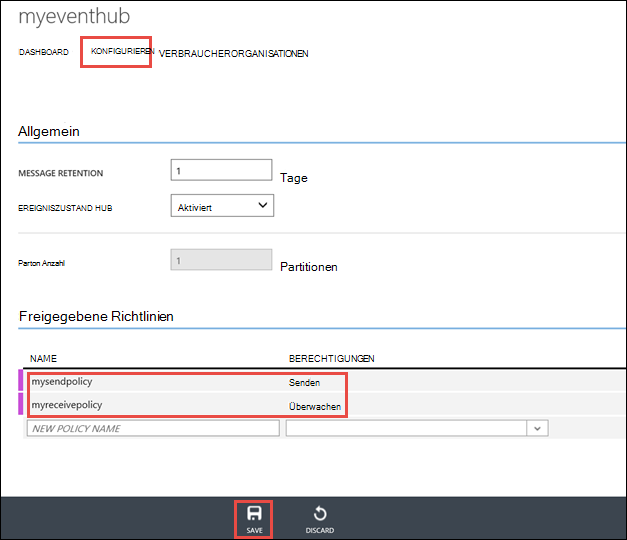 myeventhub
DASHBOARD KONFIGURIEREN VERBRAUCHERORGANISATIONEN
Allgemein
MESSAGE RETENTION 1 Tage
EREIGNIZUSTAND HUB Aktiviert
Parton Anzahl 1 Partitionen
Freigegebene Richtlinien
NAME BERECHTIGUNGEN
mysendpolicy Senden
myreceivepolicy Überwachen
NEW POLICY NAME
SAVE DISCARD